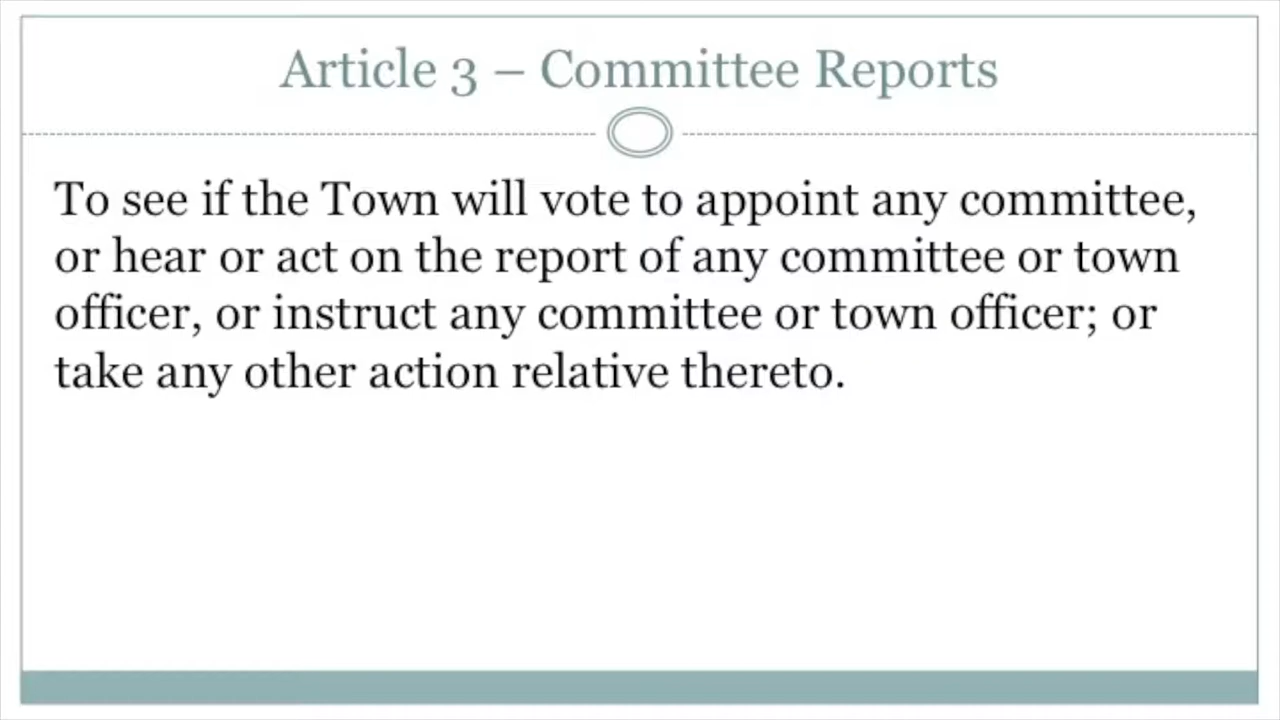 Article 3 – Committee Reports
To see if the Town will vote to appoint any committee,
or hear or act on the report of any committee or town
officer, or instruct any committee or town officer; or
take any other action relative thereto.